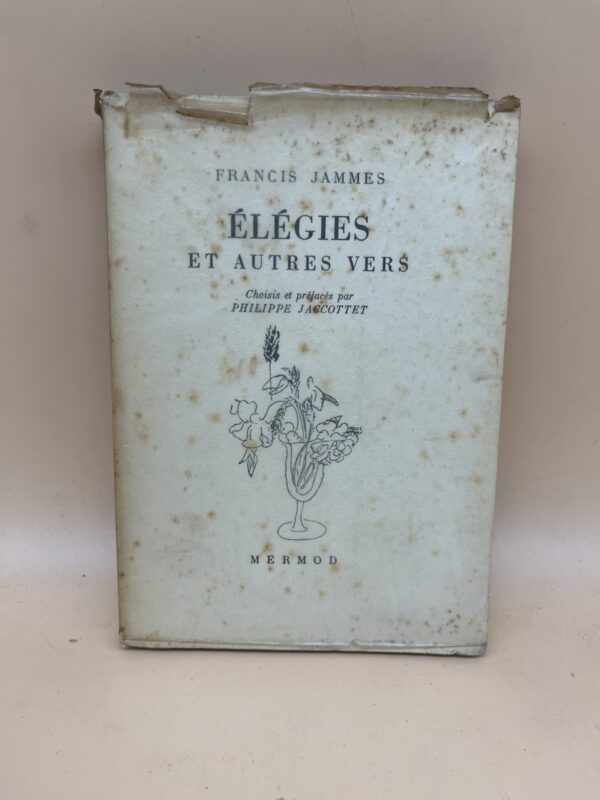 FRANCIS JAMMES
ÉLÉGIES
ET AUTRES VERS
Choisis et préfacés par
PHILIPPE JACCOTTET
MERMOD